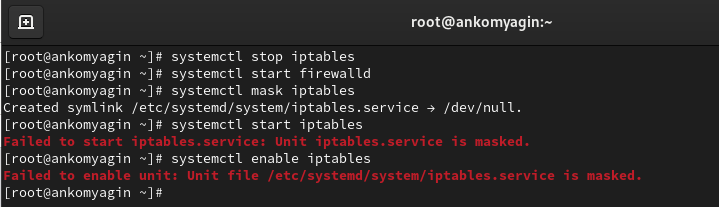 root@ankomyagin:~
[root@ankomyagin ~]# systemctl stop iptables
[root@ankomyagin ~]# systemctl start firewalld
[root@ankomyagin ~]# systemctl mask iptables
Created symlink /etc/systemd/system/iptables.service → /dev/null.
[root@ankomyagin ~]# systemctl start iptables
Failed to start iptables.service: Unit iptables.service is masked.
[root@ankomyagin ~]# systemctl enable iptables
Failed to enable unit: Unit file /etc/systemd/system/iptables.service is masked.
[root@ankomyagin ~]#